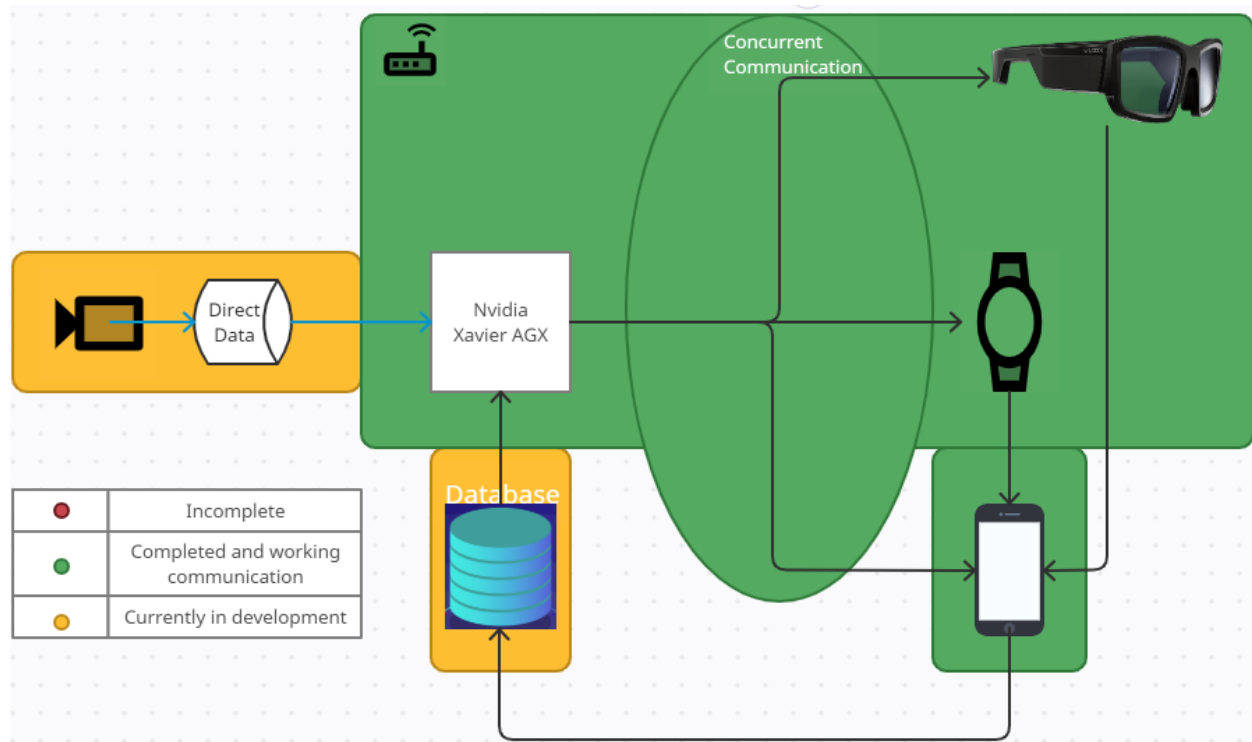 Concurrent
Communication
Direct
Data
Nvidia
Xavier AGX
Database
Incomplete
Completed and working
communication
Currently in development